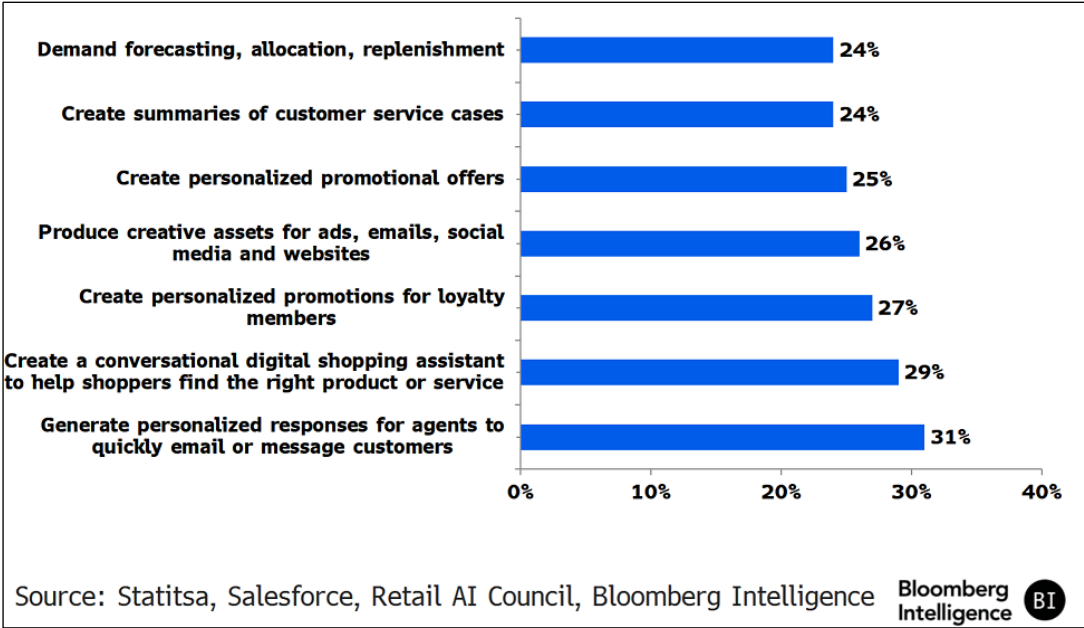 Demand forecasting, allocation, replenishment
24%
Create summaries of customer service cases
24%
Create personalized promotional offers
25%
Produce creative assets for ads, emails, social
media and websites
26%
Create personalized promotions for loyalty
members
27%
Create a conversational digital shopping assistant
to help shoppers find the right product or service
29%
Generate personalized responses for agents to
quickly email or message customers
31%
0% 10% 20% 30% 40%
Source: Statitsa, Salesforce, Retail AI Council, Bloomberg Intelligence
Bloomberg
Intelligence
BI